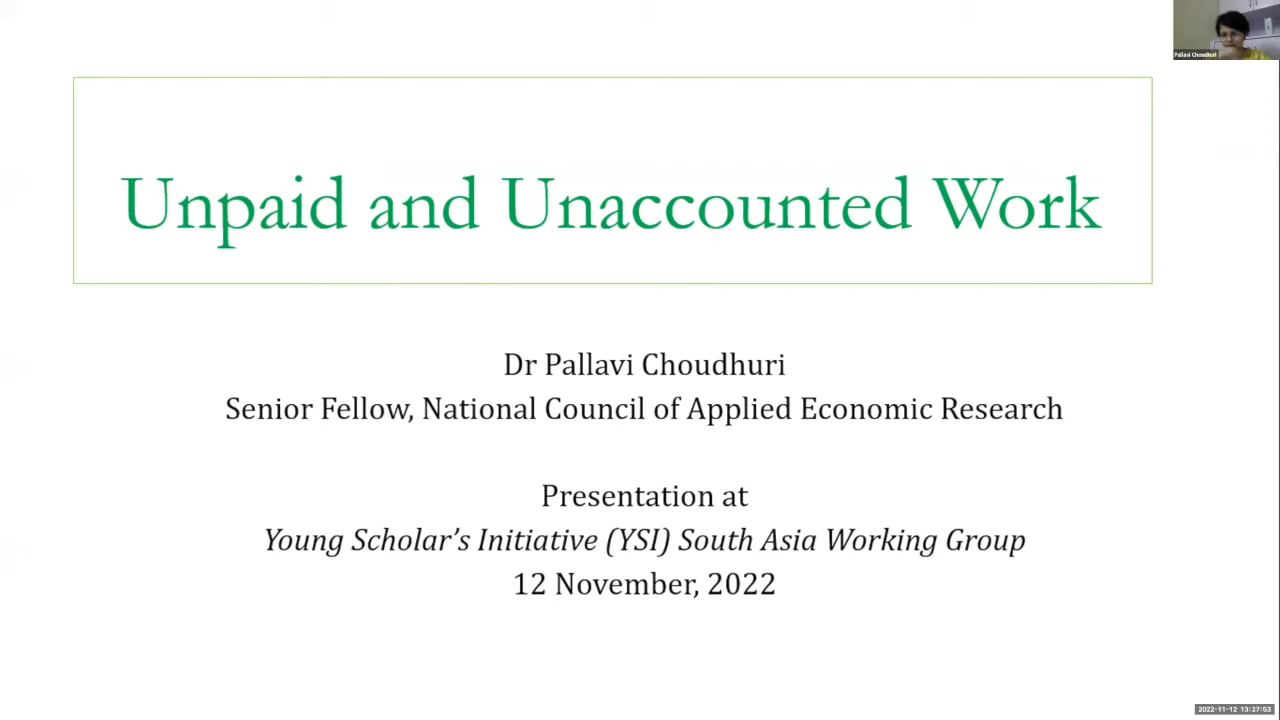 Pallavi Choudhuri
Unpaid and Unaccounted Work
Dr Pallavi Choudhuri
Senior Fellow, National Council of Applied Economic Research
Presentation at
Young Scholar’s Initiative (YSI) South Asia Working Group
12 November, 2022
2022-11-12 13:27:53